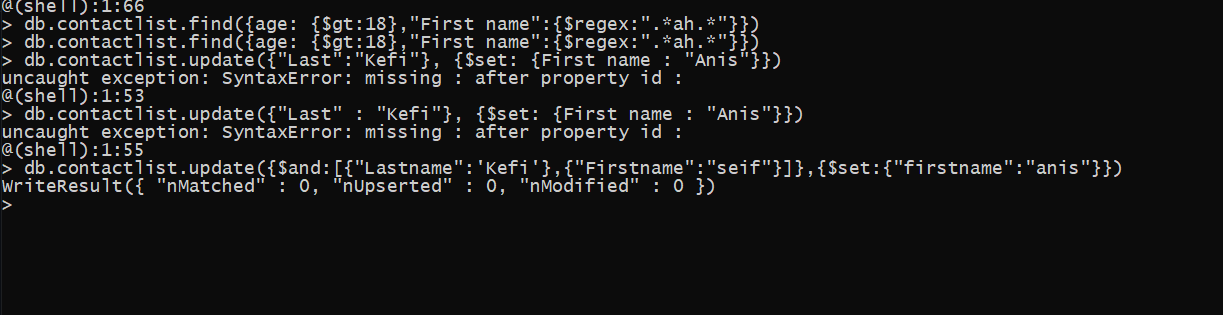 @(shell):1:66
> db.contactlist.find({age: {$gt:18},"First name":{$regex:".*ah.*"}})
> db.contactlist.find({age: {$gt:18},"First name":{$regex:".*ah.*"}})
> db.contactlist.update({"Last":"Kefi"}, {$set: {First name : "Anis"}})
uncaught exception: SyntaxError: missing : after property id :
@(shell):1:53
> db.contactlist.update({"Last" : "Kefi"}, {$set: {First name : "Anis"}})
uncaught exception: SyntaxError: missing : after property id :
@(shell):1:55
> db.contactlist.update({$and:[{"Lastname":'Kefi'},{"Firstname":"seif"}]},{$set:{"firstname":"anis"}})
WriteResult({ "nMatched" : 0, "nUpserted" : 0, "nModified" : 0 })
>